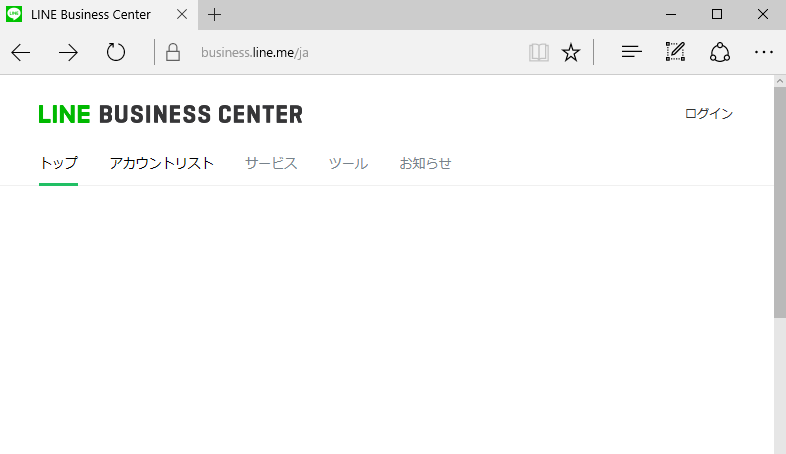 LINE Business Center
business.line.me/ja
LINE BUSINESS CENTER
ログイン
トップ アカウントリスト サービス ツール お知らせ